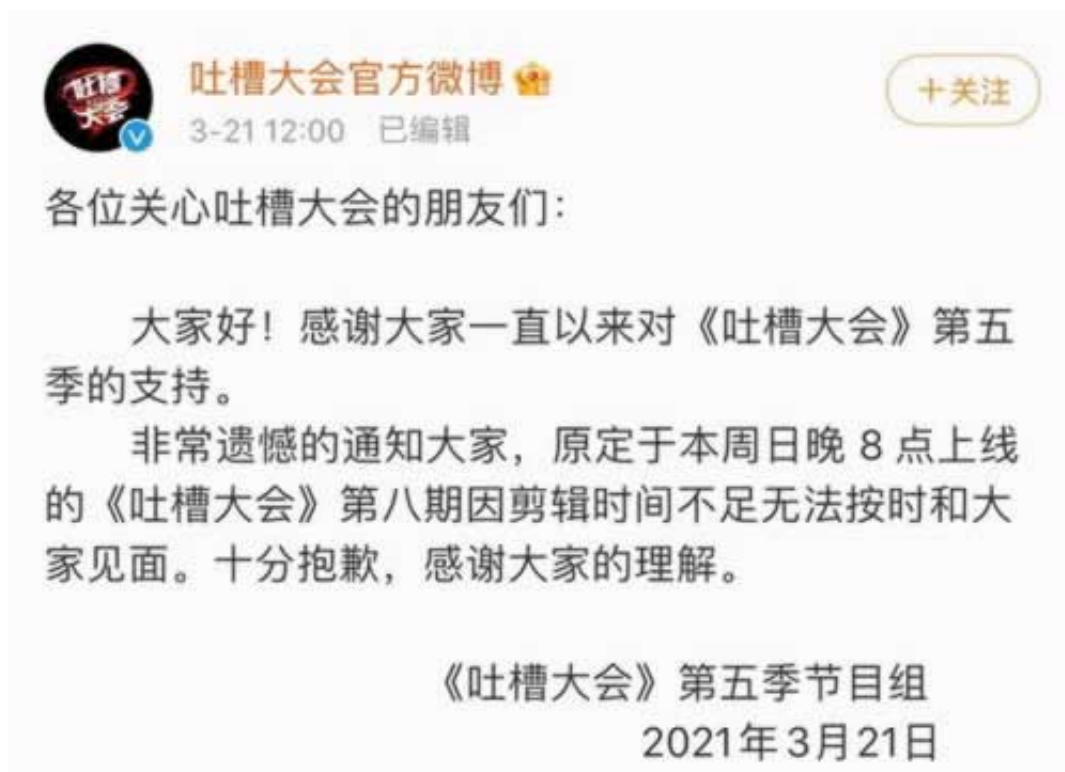 吐槽大会
吐槽大会官方微博
+关注
3-21 12:00 已编辑
各位关心吐槽大会的朋友们：
大家好！感谢大家一直以来对《吐槽大会》第五
季的支持。
非常遗憾的通知大家，原定于本周日晚 8 点上线
的《吐槽大会》第八期因剪辑时间不足无法按时和大
家见面。十分抱歉，感谢大家的理解。
《吐槽大会》第五季节目组
2021年3月21日